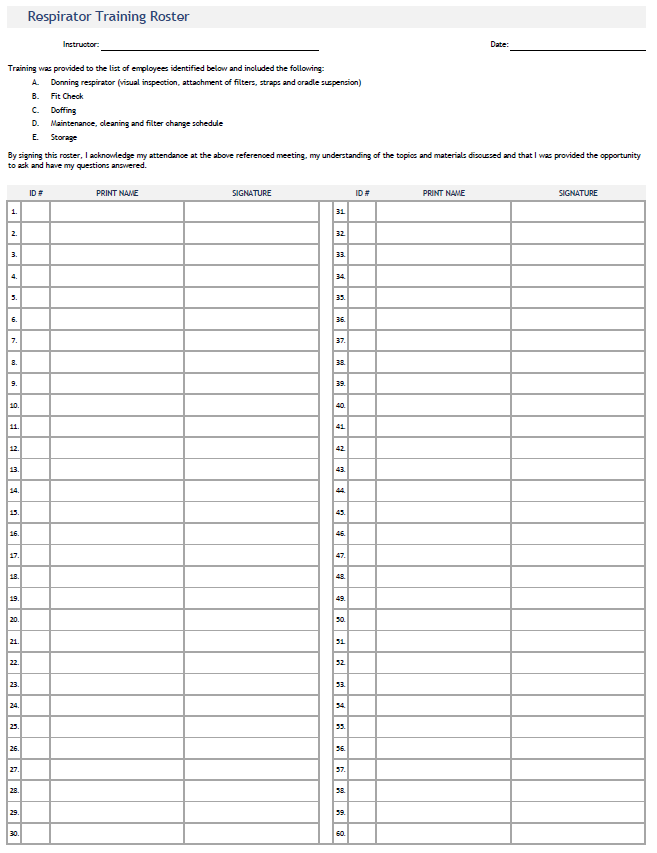 Respirator Training Roster
Instructor:
Date:
Training was provided to the list of employees identified below and included the following:
A. Donning respirator (visual inspection, attachment of filters, straps and cradle suspension)
B. Fit Check
C. Doffing
D. Maintenance, cleaning and filter change schedule
E. Storage
By signing this roster, I acknowledge my attendance at the above referenced meeting, my understanding of the topics and materials discussed and that I was provided the opportunity
to ask and have my questions answered.
ID # PRINT NAME SIGNATURE ID # PRINT NAME SIGNATURE
1. 31.
2. 32.
3. 33.
4. 34.
5. 35.
6. 36.
7. 37.
8. 38.
9. 39.
10. 40.
11. 41.
12. 42.
13. 43.
14. 44.
15. 45.
16. 46.
17. 47.
18. 48.
19. 49.
20. 50.
21. 51.
22. 52.
23. 53.
24. 54.
25. 55.
26. 56.
27. 57.
28. 58.
29. 59.
30. 60.